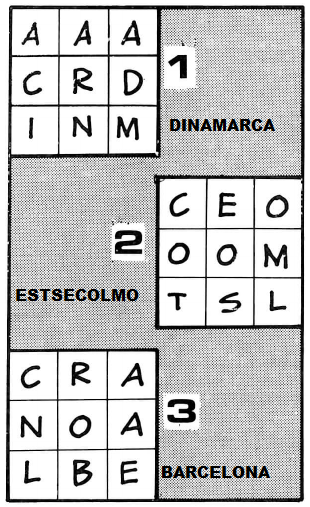 A A A
C R D
I N M
1
DINAMARCA
C E O
O O M
T S L
2
ESTSECOLMO
C R A
N O A
L B E
3
BARCELONA